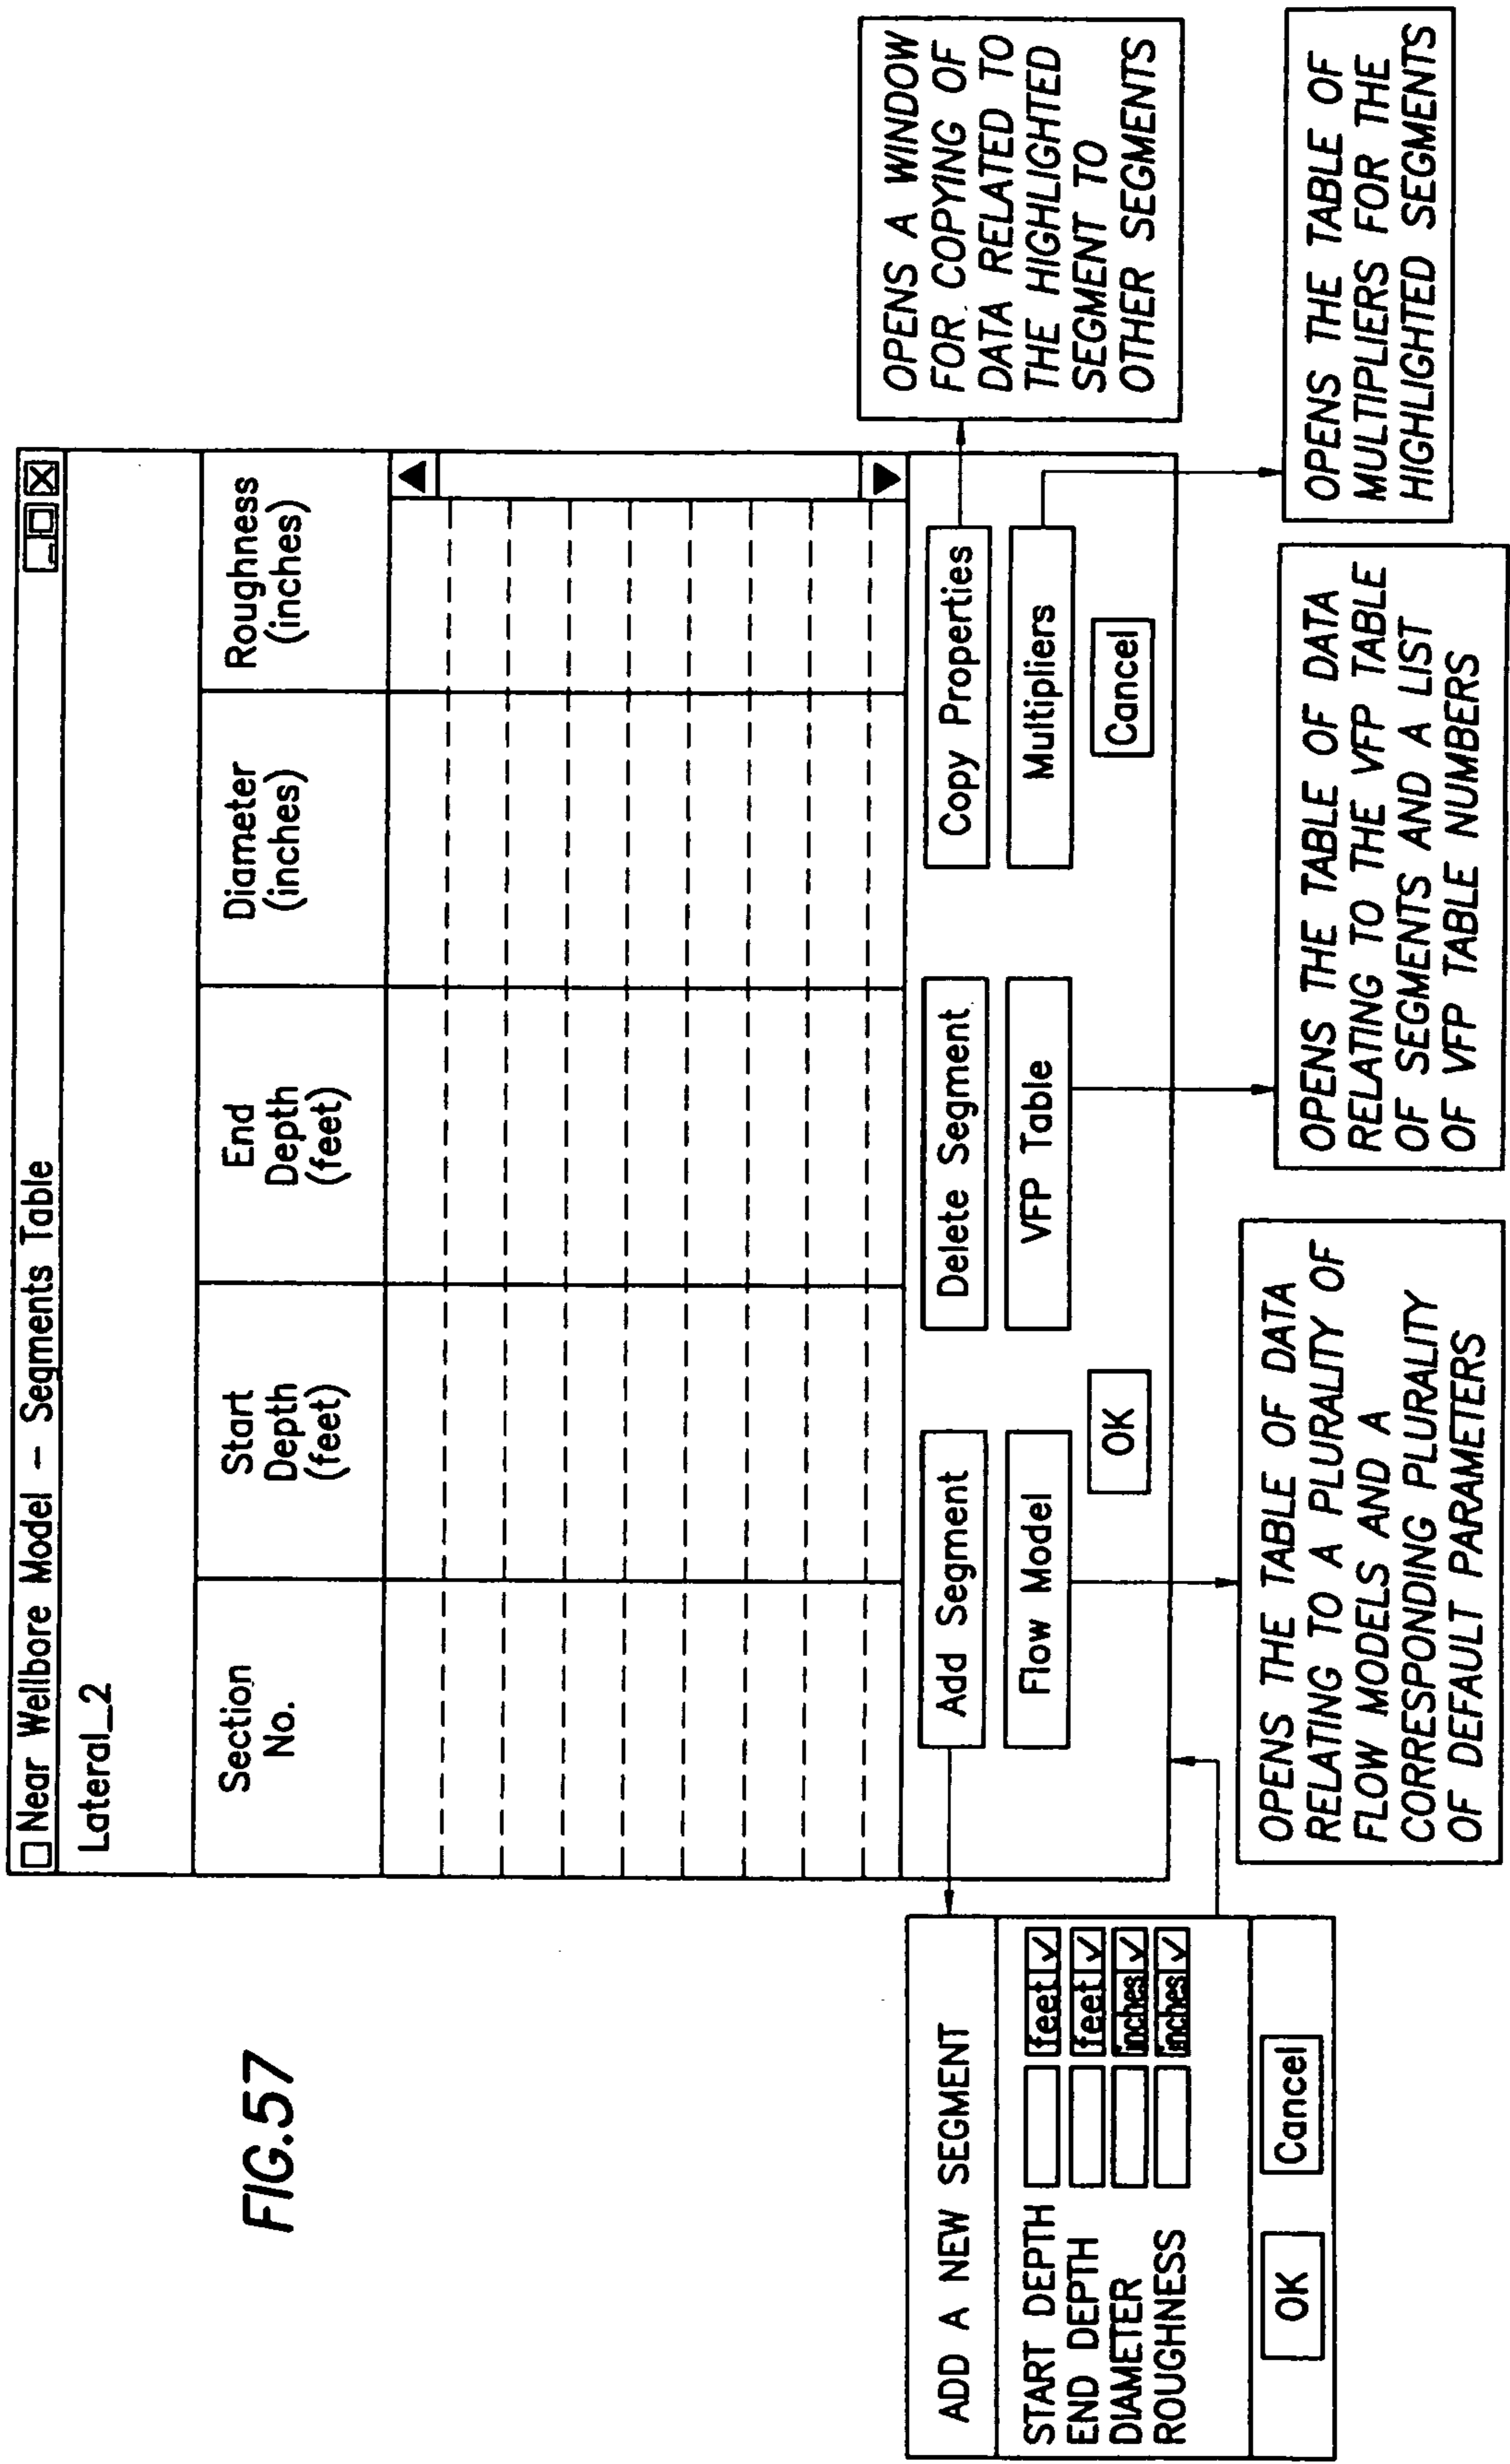 FIG.57
Near Wellbore Model – Segments Table
Lateral_2
Section
No.
Start
Depth
(feet)
End
Depth
(feet)
Diameter
(inches)
Roughness
(inches)
Add Segment
Delete Segment
Copy Properties
Flow Model
VFP Table
Multipliers
OK
Cancel
ADD A NEW SEGMENT
START DEPTH feet
END DEPTH feet
DIAMETER inches
ROUGHNESS inches
OK
Cancel
OPENS THE TABLE OF DATA
RELATING TO A PLURALITY OF
FLOW MODELS AND A
CORRESPONDING PLURALITY
OF DEFAULT PARAMETERS
OPENS THE TABLE OF DATA
RELATING TO THE VFP TABLE
OF SEGMENTS AND A LIST
OF VFP TABLE NUMBERS
OPENS A WINDOW
FOR COPYING OF
DATA RELATED TO
THE HIGHLIGHTED
SEGMENT TO
OTHER SEGMENTS
OPENS THE TABLE OF
MULTIPLIERS FOR THE
HIGHLIGHTED SEGMENTS